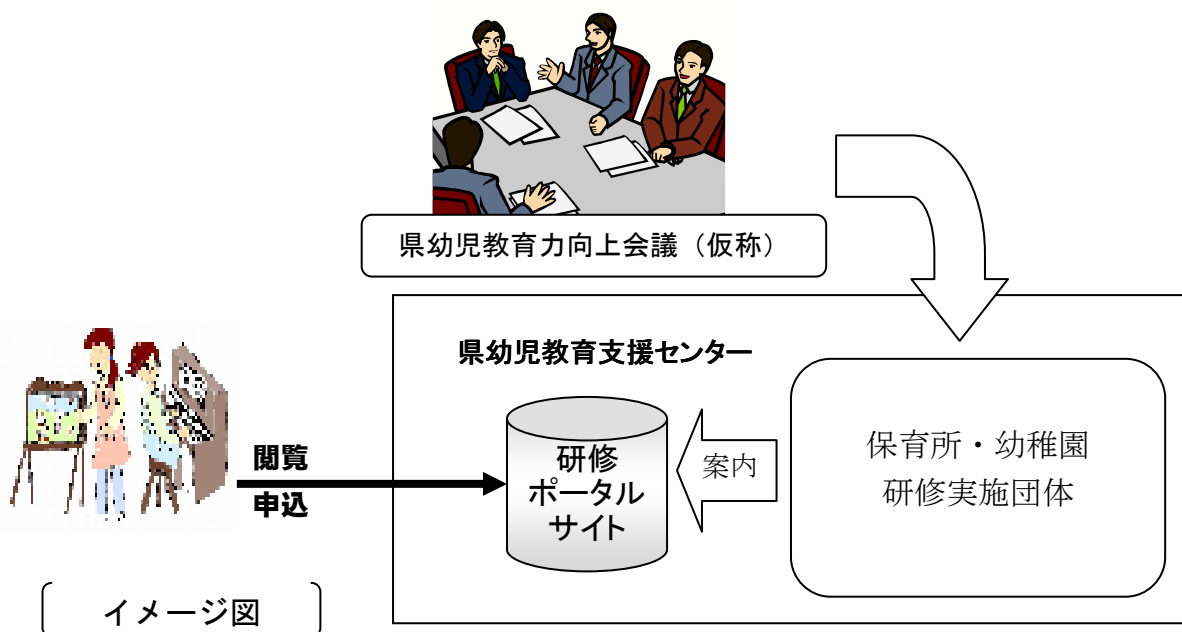 県幼児教育力向上会議（仮称）
県幼児教育支援センター
閲覧
申込
研修
ポータル
サイト
案内
保育所・幼稚園
研修実施団体
イメージ図